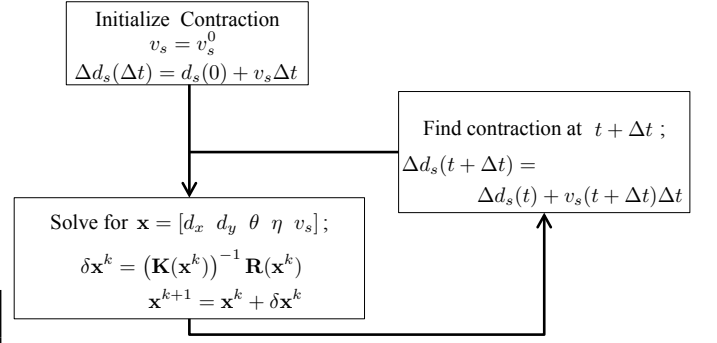 Initialize Contraction
v_s = v_s^0
Δd_s(Δt) = d_s(0) + v_sΔt
Find contraction at t + Δt ;
Δd_s(t + Δt) =
Δd_s(t) + v_s(t + Δt)Δt
Solve for x = [d_x d_y θ η v_s] ;
δx^k = (K(x^k))^{-1} R(x^k)
x^{k+1} = x^k + δx^k